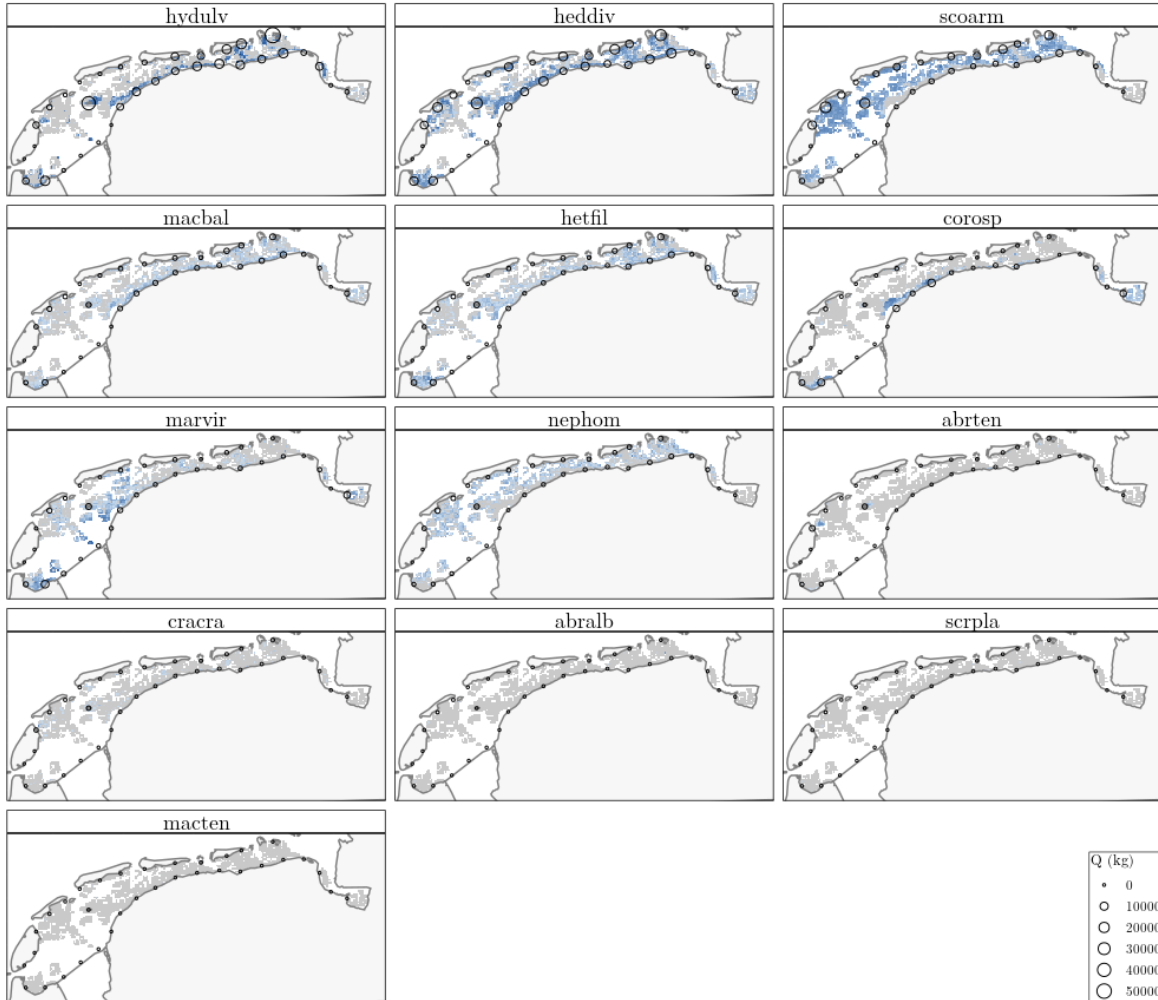 hydulv heddiv scoarm
macbal hetfil corosp
marvir nephom abrten
cracra abralb scrpla
macten
Q (kg)
0
10000
20000
30000
40000
50000